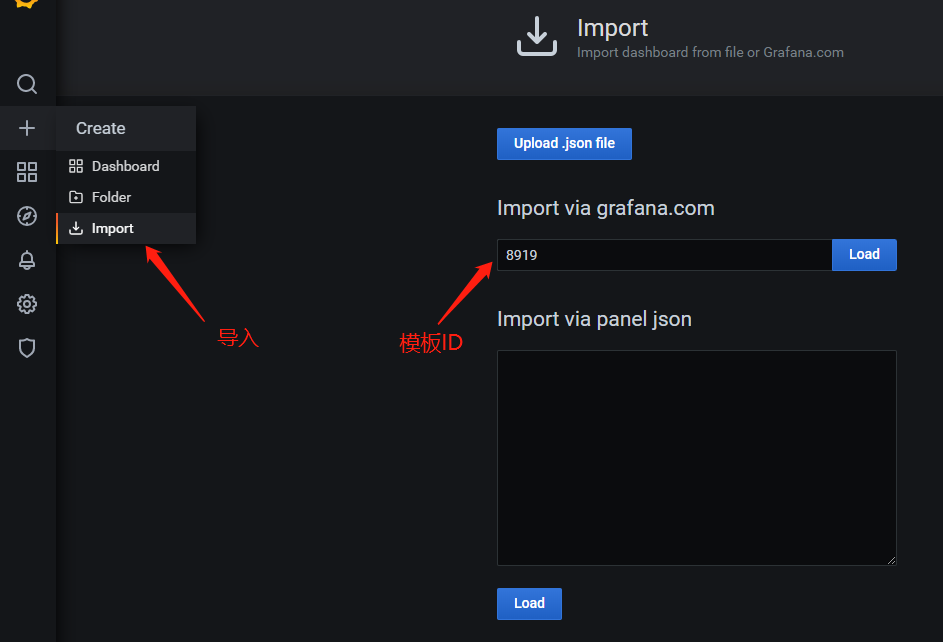 Import
Import dashboard from file or Grafana.com
Create
Dashboard
Folder
Import
导入
Upload .json file
Import via grafana.com
8919
Load
模板ID
Import via panel json
Load